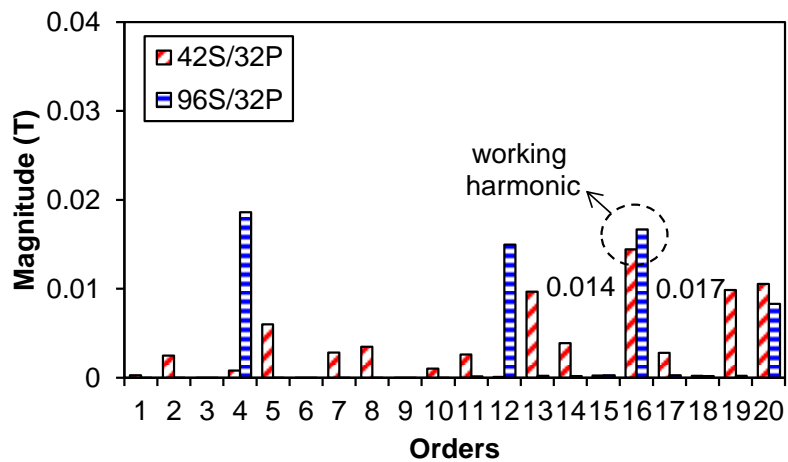 0.04
0.03
0.02
0.01
0
Magnitude (T)
42S/32P
96S/32P
working
harmonic
0.014
0.017
1 2 3 4 5 6 7 8 9 10 11 12 13 14 15 16 17 18 19 20
Orders